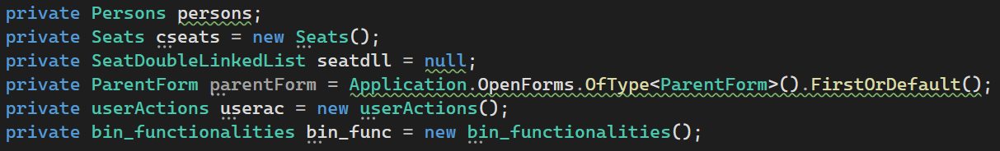 private Persons persons;
private Seats cseats = new Seats();
private SeatDoubleLinkedList seatdll = null;
private ParentForm parentForm = Application.OpenForms.OfType<ParentForm>().FirstOrDefault();
private userActions userac = new userActions();
private bin_functionalities bin_func = new bin_functionalities();